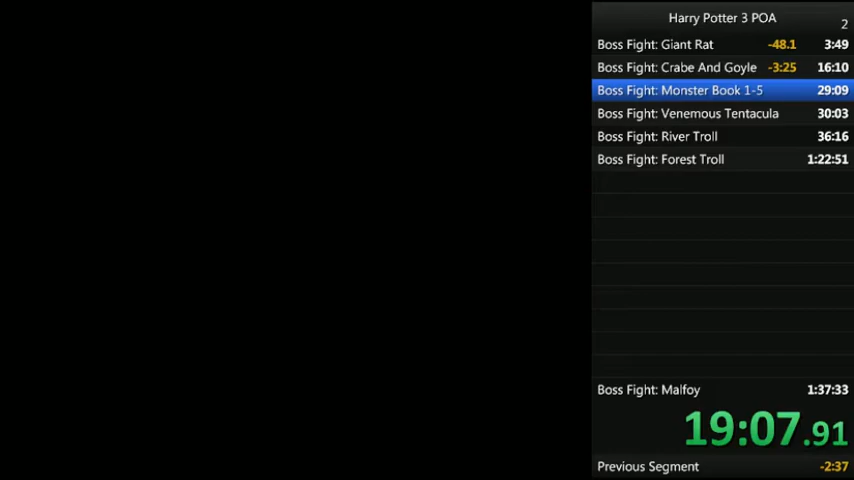 Harry Potter 3 POA
2
Boss Fight: Giant Rat -48.1 3:49
Boss Fight: Crabe And Goyle -3:25 16:10
Boss Fight: Monster Book 1-5 29:09
Boss Fight: Venemous Tentacula 30:03
Boss Fight: River Troll 36:16
Boss Fight: Forest Troll 1:22:51
Boss Fight: Malfoy 1:37:33
19:07.91
Previous Segment -2:37